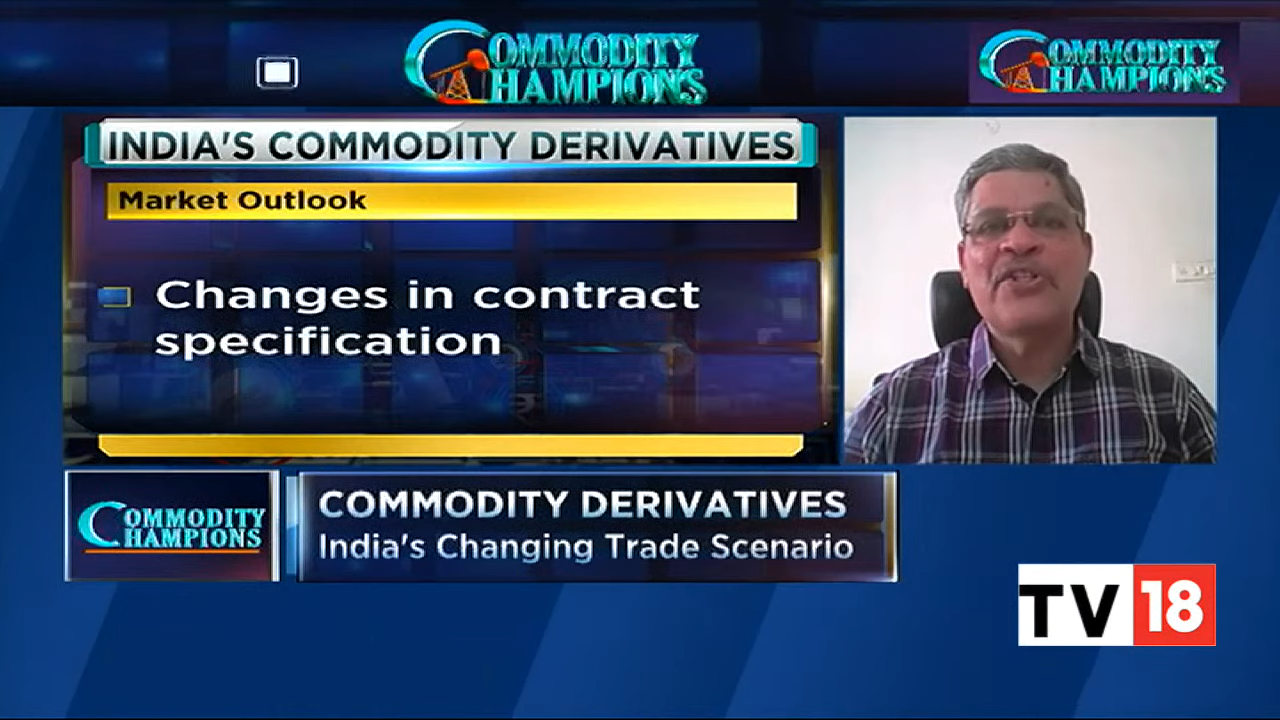 COMMODITY
CHAMPIONS
COMMODITY
CHAMPIONS
INDIA'S COMMODITY DERIVATIVES
Market Outlook
Changes in contract
specification
COMMODITY
CHAMPIONS
COMMODITY DERIVATIVES
India's Changing Trade Scenario
TV18